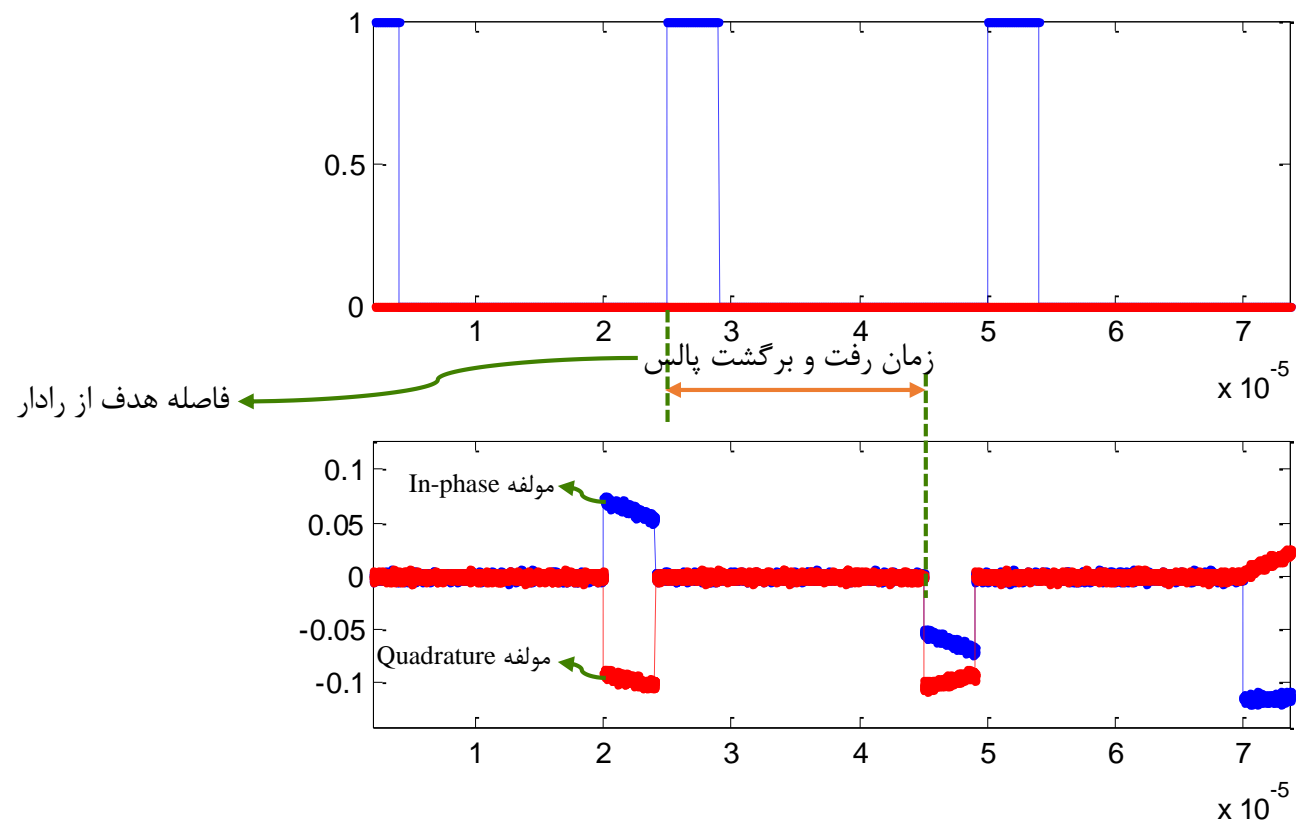 1
0.5
0
1 2 3 4 5 6 7
x 10-5
زمان رفت و برگشت پالس
فاصله هدف از رادار
0.1
0.05
0
-0.05
-0.1
مولفه In-phase
مولفه Quadrature
1 2 3 4 5 6 7
x 10-5